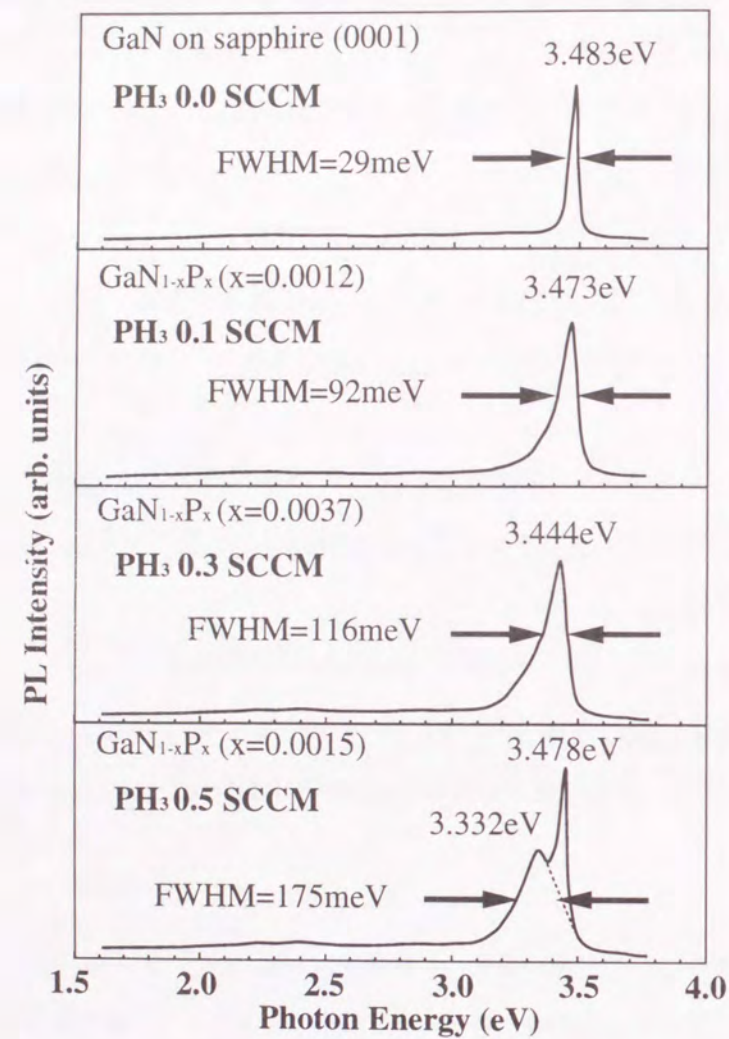 GaN on sapphire (0001)
3.483eV
PH₃ 0.0 SCCM
FWHM=29meV
GaN₁₋ₓPₓ (x=0.0012)
3.473eV
PH₃ 0.1 SCCM
FWHM=92meV
GaN₁₋ₓPₓ (x=0.0037)
3.444eV
PH₃ 0.3 SCCM
FWHM=116meV
GaN₁₋ₓPₓ (x=0.0015)
3.478eV
PH₃ 0.5 SCCM
3.332eV
FWHM=175meV
PL Intensity (arb. units)
1.5 2.0 2.5 3.0 3.5 4.0
Photon Energy (eV)